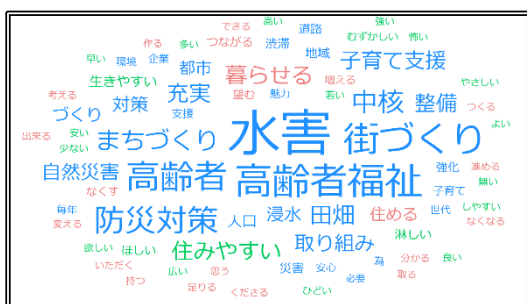 高い 強い
できる 道路 むずかしい 怖い
作る 多い つながる 渋滞 地域 子育て支援
早い 環境 企業 都市 暮らせる 増える やさしい
考える 生きやすい 充実 望む 魅力 若い 中核 整備 つくる
づくり 対策 支援 よい
出来る 安い まちづくり 水害 街づくり
少ない
自然災害 高齢者 高齢者福祉 強化 進める 無い
なくす 子育て
毎年 防災対策 人口 浸水 田畑 住める 世代 しやすい
変える なくなる
欲しい ほしい 住みやすい 取り組み 淋しい
いただく 広い 思う 災害 安心 為 分かる 良い
持つ 足りる くださる ひどい 必要 取る